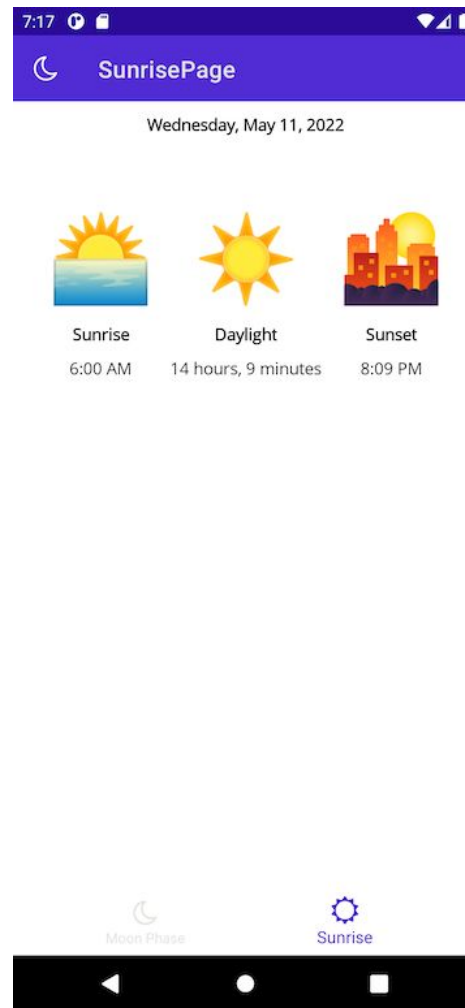 7:17
SunrisePage
Wednesday, May 11, 2022
Sunrise Daylight Sunset
6:00 AM 14 hours, 9 minutes 8:09 PM
Moon Phase Sunrise